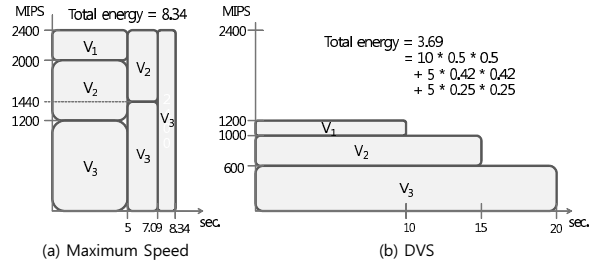 MIPS
Total energy = 8.34
2400
2000
1440
1200
V1
V2
V3
V2
V3
V3
5
7.09
8.34
sec.
(a) Maximum Speed
MIPS
2400
Total energy = 3.69
= 10 * 0.5 * 0.5
+ 5 * 0.42 * 0.42
+ 5 * 0.25 * 0.25
1200
1000
600
V1
V2
V3
10
15
20
sec.
(b) DVS